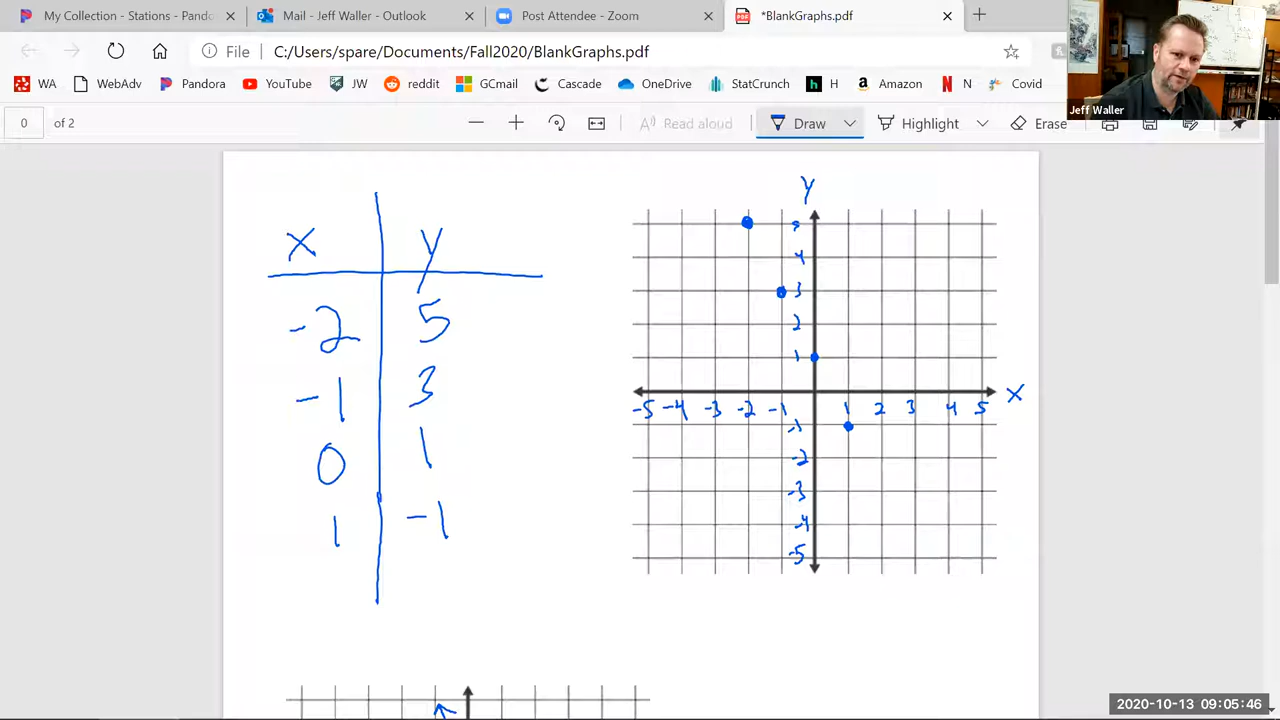 My Collection - Stations - Pando
Mail - Jeff Waller - Outlook
Post Attendee - Zoom
*BlankGraphs.pdf
File C:/Users/spare/Documents/Fall2020/BlankGraphs.pdf
WA WebAdv Pandora YouTube JW reddit CMail Cascade OneDrive StatCrunch H Amazon N Covid
Jeff Waller
0 of 2 Read aloud Draw Highlight Erase
x y
-2 5
-1 3
0 1
1 -1
y
5
4
3
2
1
-5 -4 -3 -2 -1 1 2 3 4 5 x
-1
-2
-3
-4
-5
2020-10-13 09:05:46